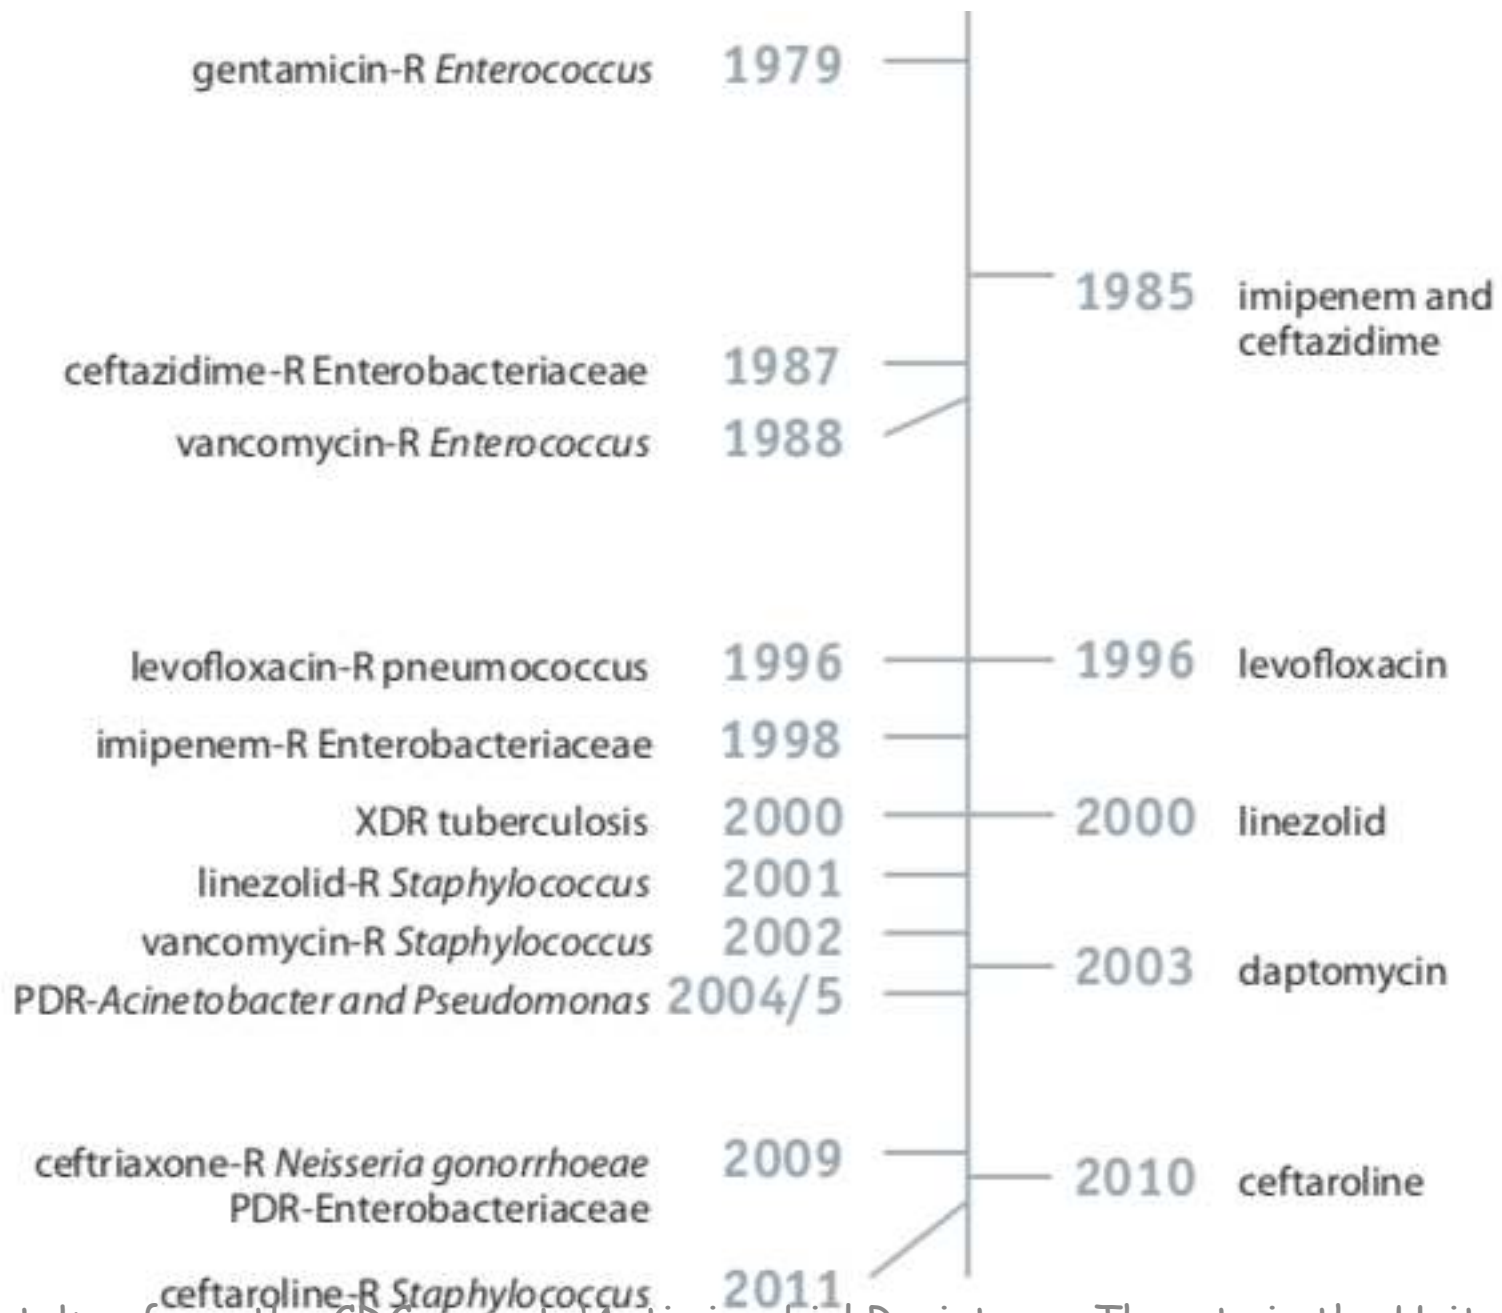 gentamicin-R Enterococcus 1979
1985 imipenem and
ceftazidime
ceftazidime-R Enterobacteriaceae 1987
vancomycin-R Enterococcus 1988
levofloxacin-R pneumococcus 1996 1996 levofloxacin
imipenem-R Enterobacteriaceae 1998
XDR tuberculosis 2000 2000 linezolid
linezolid-R Staphylococcus 2001
vancomycin-R Staphylococcus 2002
2003 daptomycin
PDR-Acinetobacter and Pseudomonas 2004/5
ceftriaxone-R Neisseria gonorrhoeae 2009
PDR-Enterobacteriaceae
2010 ceftaroline
ceftaroline-R Staphylococcus 2011